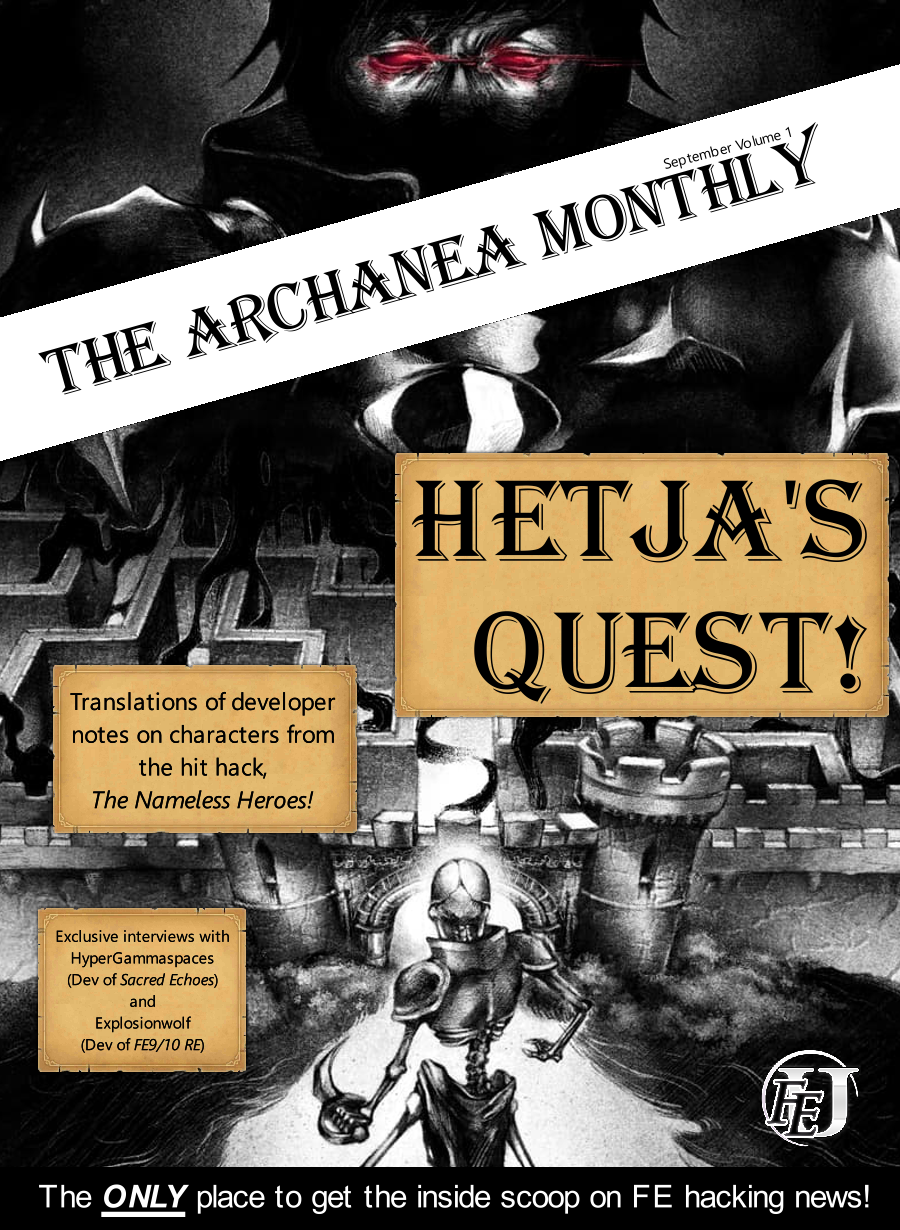 September Volume 1
THE ARCHANEA MONTHLY
HETJA'S
QUEST!
Translations of developer
notes on characters from
the hit hack,
The Nameless Heroes!
Exclusive interviews with
HyperGammaspaces
(Dev of Sacred Echoes)
and
Explosionwolf
(Dev of FE9/10 RE)
FEU
The ONLY place to get the inside scoop on FE hacking news!